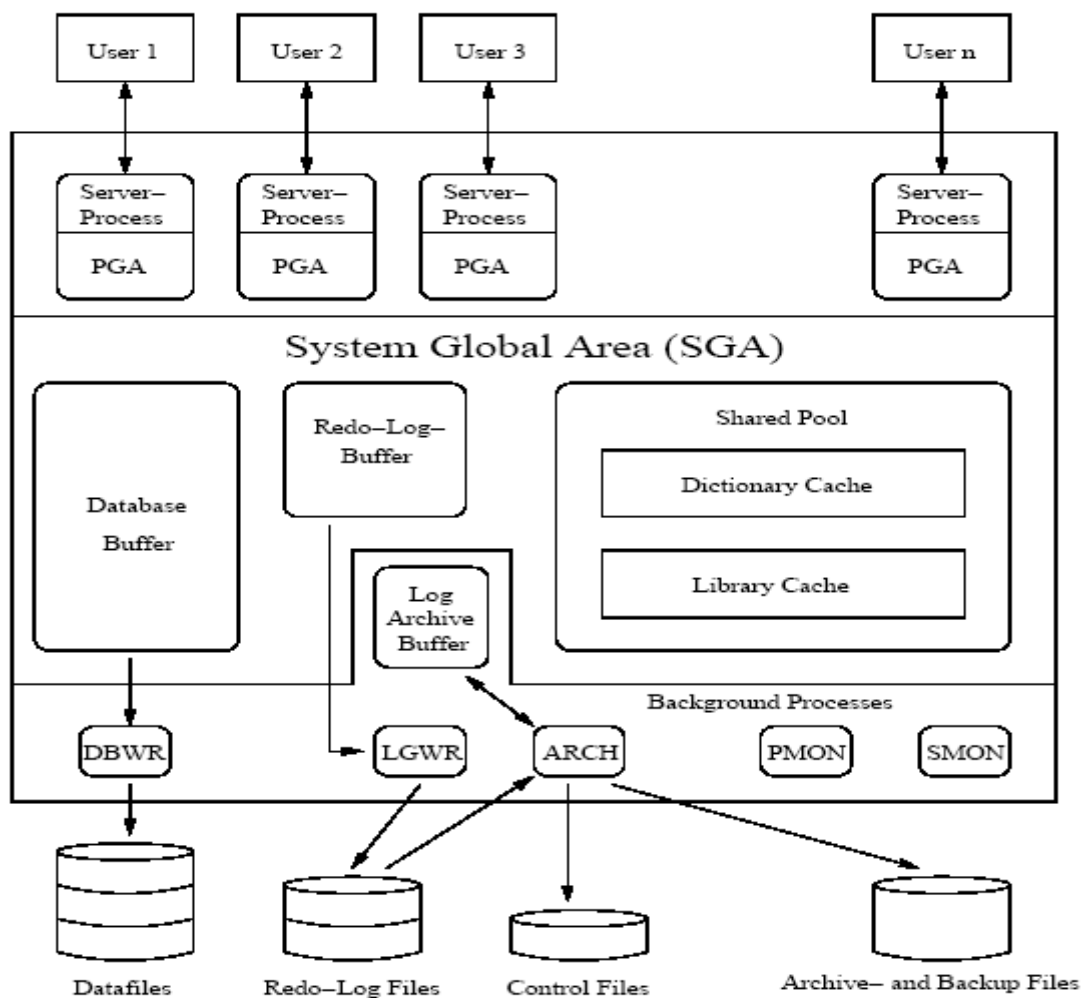 User 1
User 2
User 3
User n
Server–
Process
PGA
Server–
Process
PGA
Server–
Process
PGA
Server–
Process
PGA
System Global Area (SGA)
Database
Buffer
Redo–Log–
Buffer
Log
Archive
Buffer
Shared Pool
Dictionary Cache
Library Cache
Background Processes
DBWR
LGWR
ARCH
PMON
SMON
Datafiles
Redo–Log Files
Control Files
Archive– and Backup Files